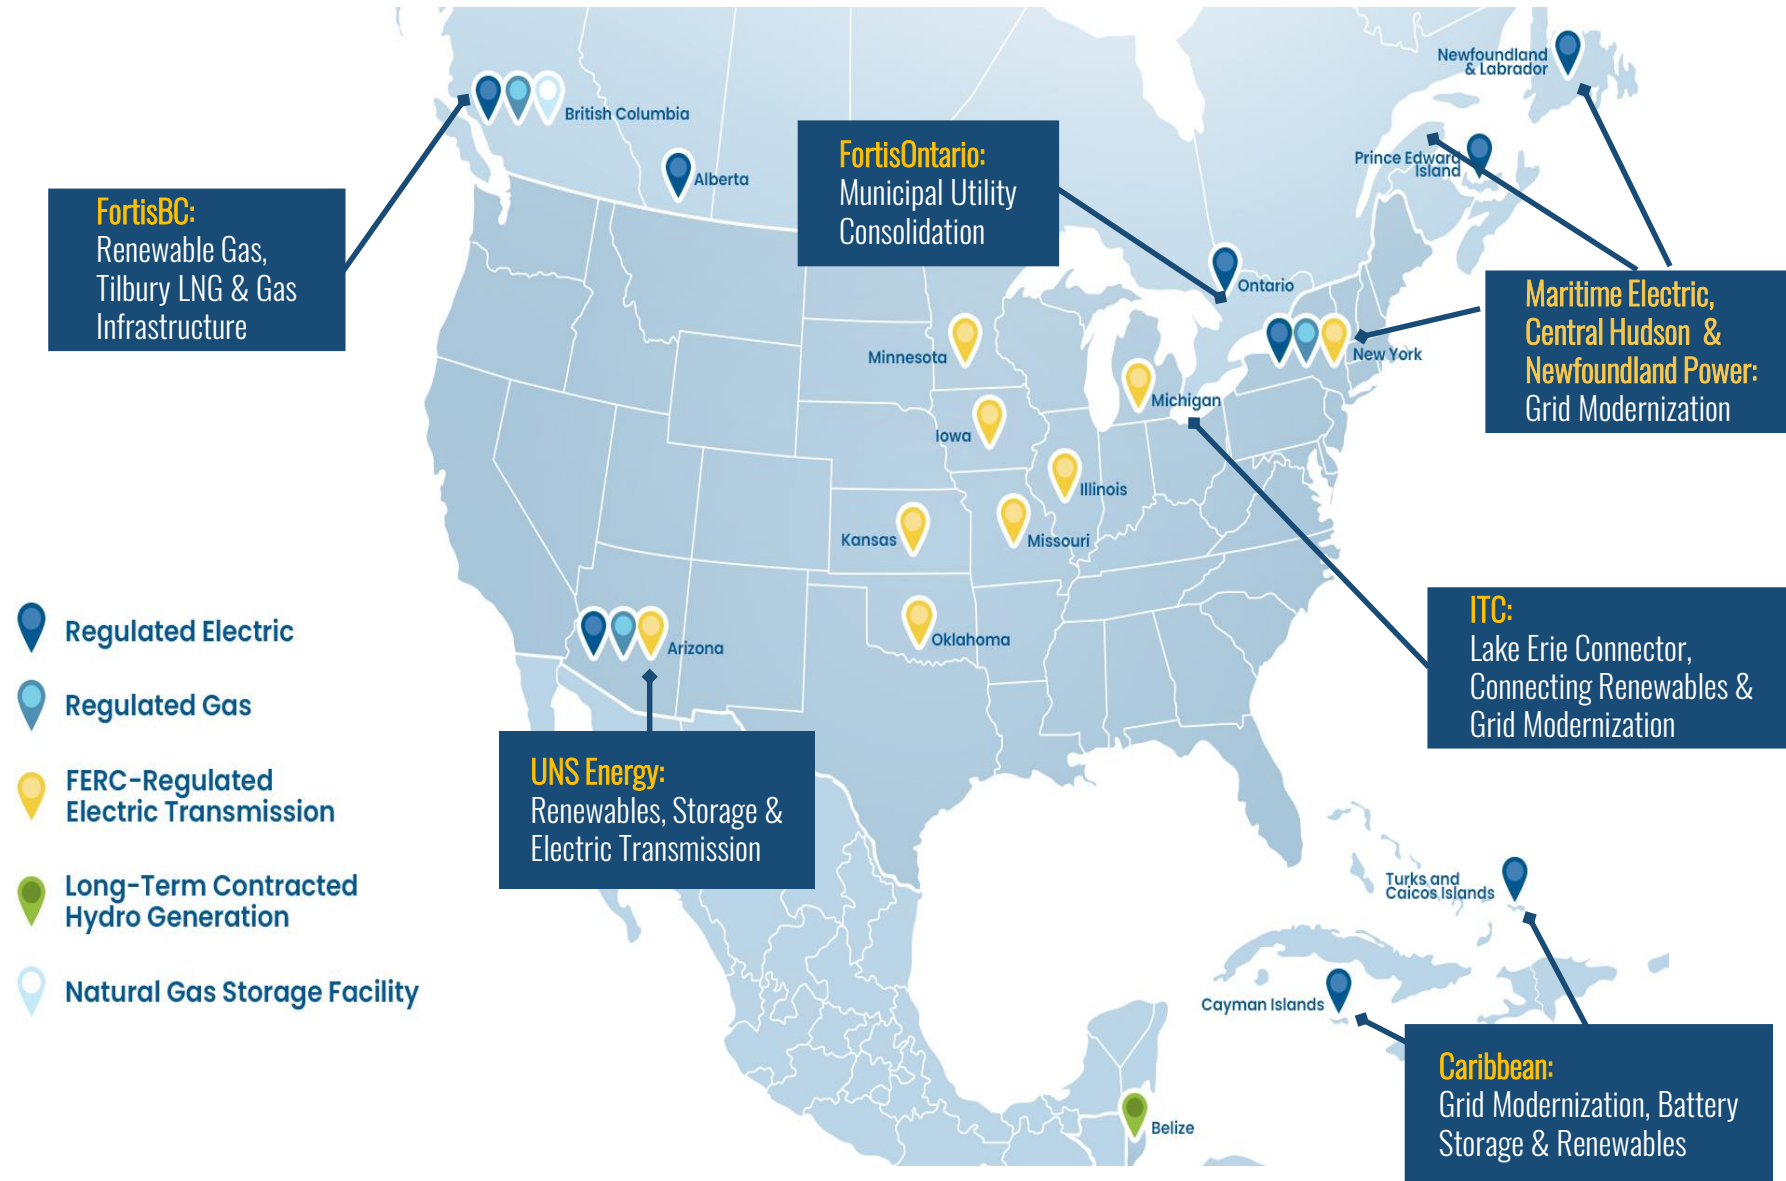 Newfoundland
& Labrador
British Columbia
Alberta
Prince Edward
Island
FortisOntario:
Municipal Utility
Consolidation
FortisBC:
Renewable Gas,
Tilbury LNG & Gas
Infrastructure
Ontario
Maritime Electric,
Central Hudson &
Newfoundland Power:
Grid Modernization
Minnesota
New York
Michigan
Iowa
Illinois
Kansas
Missouri
ITC:
Lake Erie Connector,
Connecting Renewables &
Grid Modernization
Arizona
Oklahoma
UNS Energy:
Renewables, Storage &
Electric Transmission
Regulated Electric
Regulated Gas
FERC-Regulated
Electric Transmission
Long-Term Contracted
Hydro Generation
Natural Gas Storage Facility
Turks and
Caicos Islands
Cayman Islands
Caribbean:
Grid Modernization, Battery
Storage & Renewables
Belize